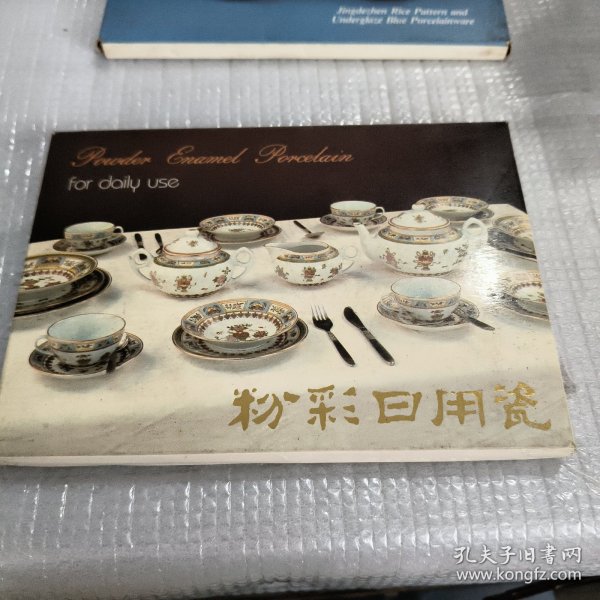 Jingdezhen Rice Pattern and
Underglaze Blue Porcelainware
Powder Enamel Porcelain
for daily use
粉彩日用瓷
孔夫子旧书网
www.kongfz.com